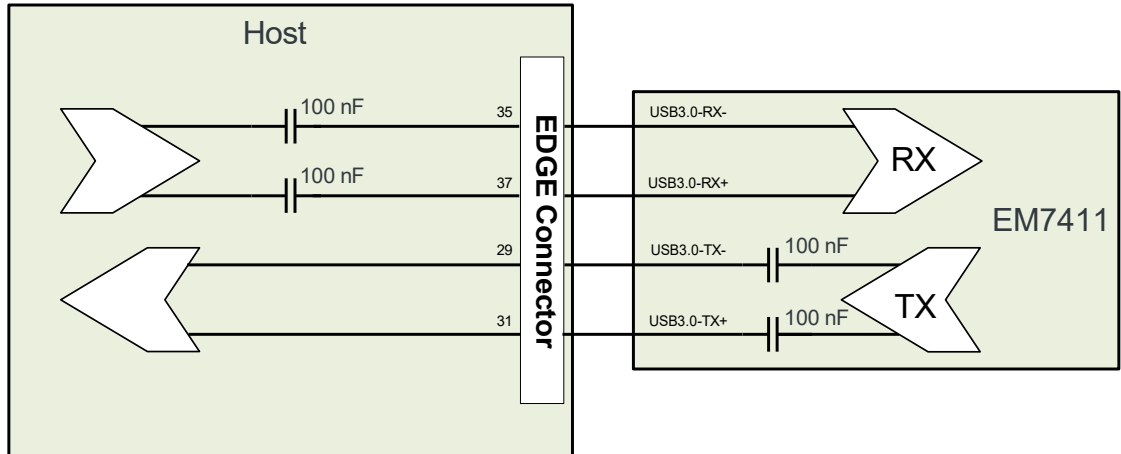 Host
100 nF
35
USB3.0-RX-
100 nF
37
USB3.0-RX+
RX
EDGE Connector
EM7411
29
USB3.0-TX-
100 nF
TX
31
USB3.0-TX+
100 nF